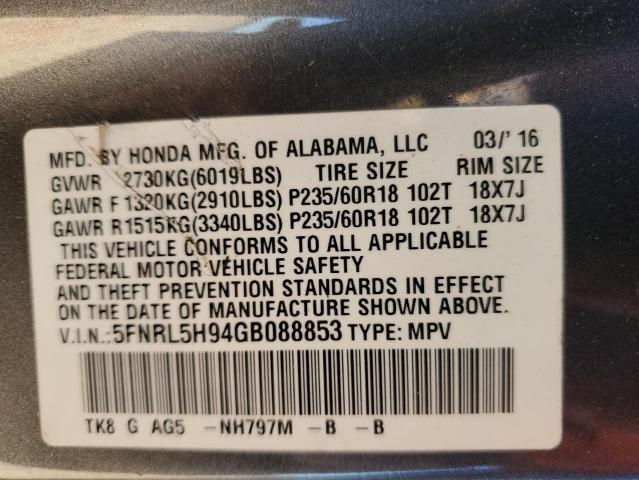 MFD. BY HONDA MFG. OF ALABAMA, LLC 03/'16
GVWR 2730KG(6019LBS) TIRE SIZE RIM SIZE
GAWR F1320KG(2910LBS) P235/60R18 102T 18X7J
GAWR R1515KG(3340LBS) P235/60R18 102T 18X7J
THIS VEHICLE CONFORMS TO ALL APPLICABLE
FEDERAL MOTOR VEHICLE SAFETY
AND THEFT PREVENTION STANDARDS IN EFFECT
ON THE DATE OF MANUFACTURE SHOWN ABOVE.
V.I.N.:5FNRL5H94GB088853 TYPE: MPV
TK8 G AG5 -NH797M -B -B